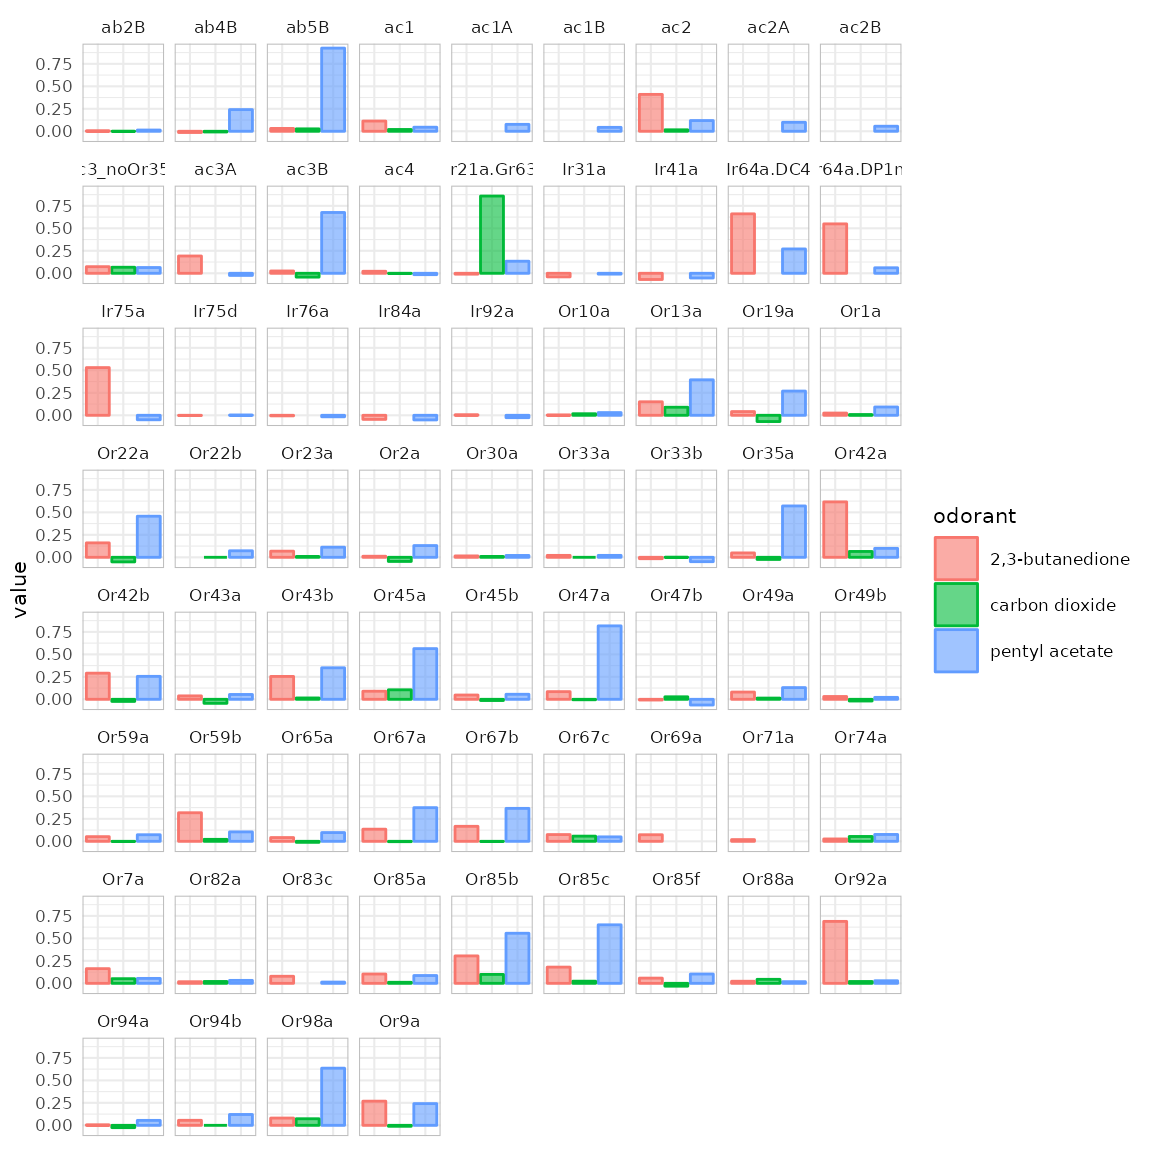 ab2B ab4B ab5B ac1 ac1A ac1B ac2 ac2A ac2B
0.75
0.50
0.25
0.00
c3_noOr35 ac3A ac3B ac4 r21a.Gr63 Ir31a Ir41a Ir64a.DC4 r64a.DP1m
0.75
0.50
0.25
0.00
Ir75a Ir75d Ir76a Ir84a Ir92a Or10a Or13a Or19a Or1a
0.75
0.50
0.25
0.00
Or22a Or22b Or23a Or2a Or30a Or33a Or33b Or35a Or42a
0.75
0.50
0.25
0.00
value
Or42b Or43a Or43b Or45a Or45b Or47a Or47b Or49a Or49b
0.75
0.50
0.25
0.00
Or59a Or59b Or65a Or67a Or67b Or67c Or69a Or71a Or74a
0.75
0.50
0.25
0.00
Or7a Or82a Or83c Or85a Or85b Or85c Or85f Or88a Or92a
0.75
0.50
0.25
0.00
Or94a Or94b Or98a Or9a
0.75
0.50
0.25
0.00
odorant
2,3-butanedione
carbon dioxide
pentyl acetate